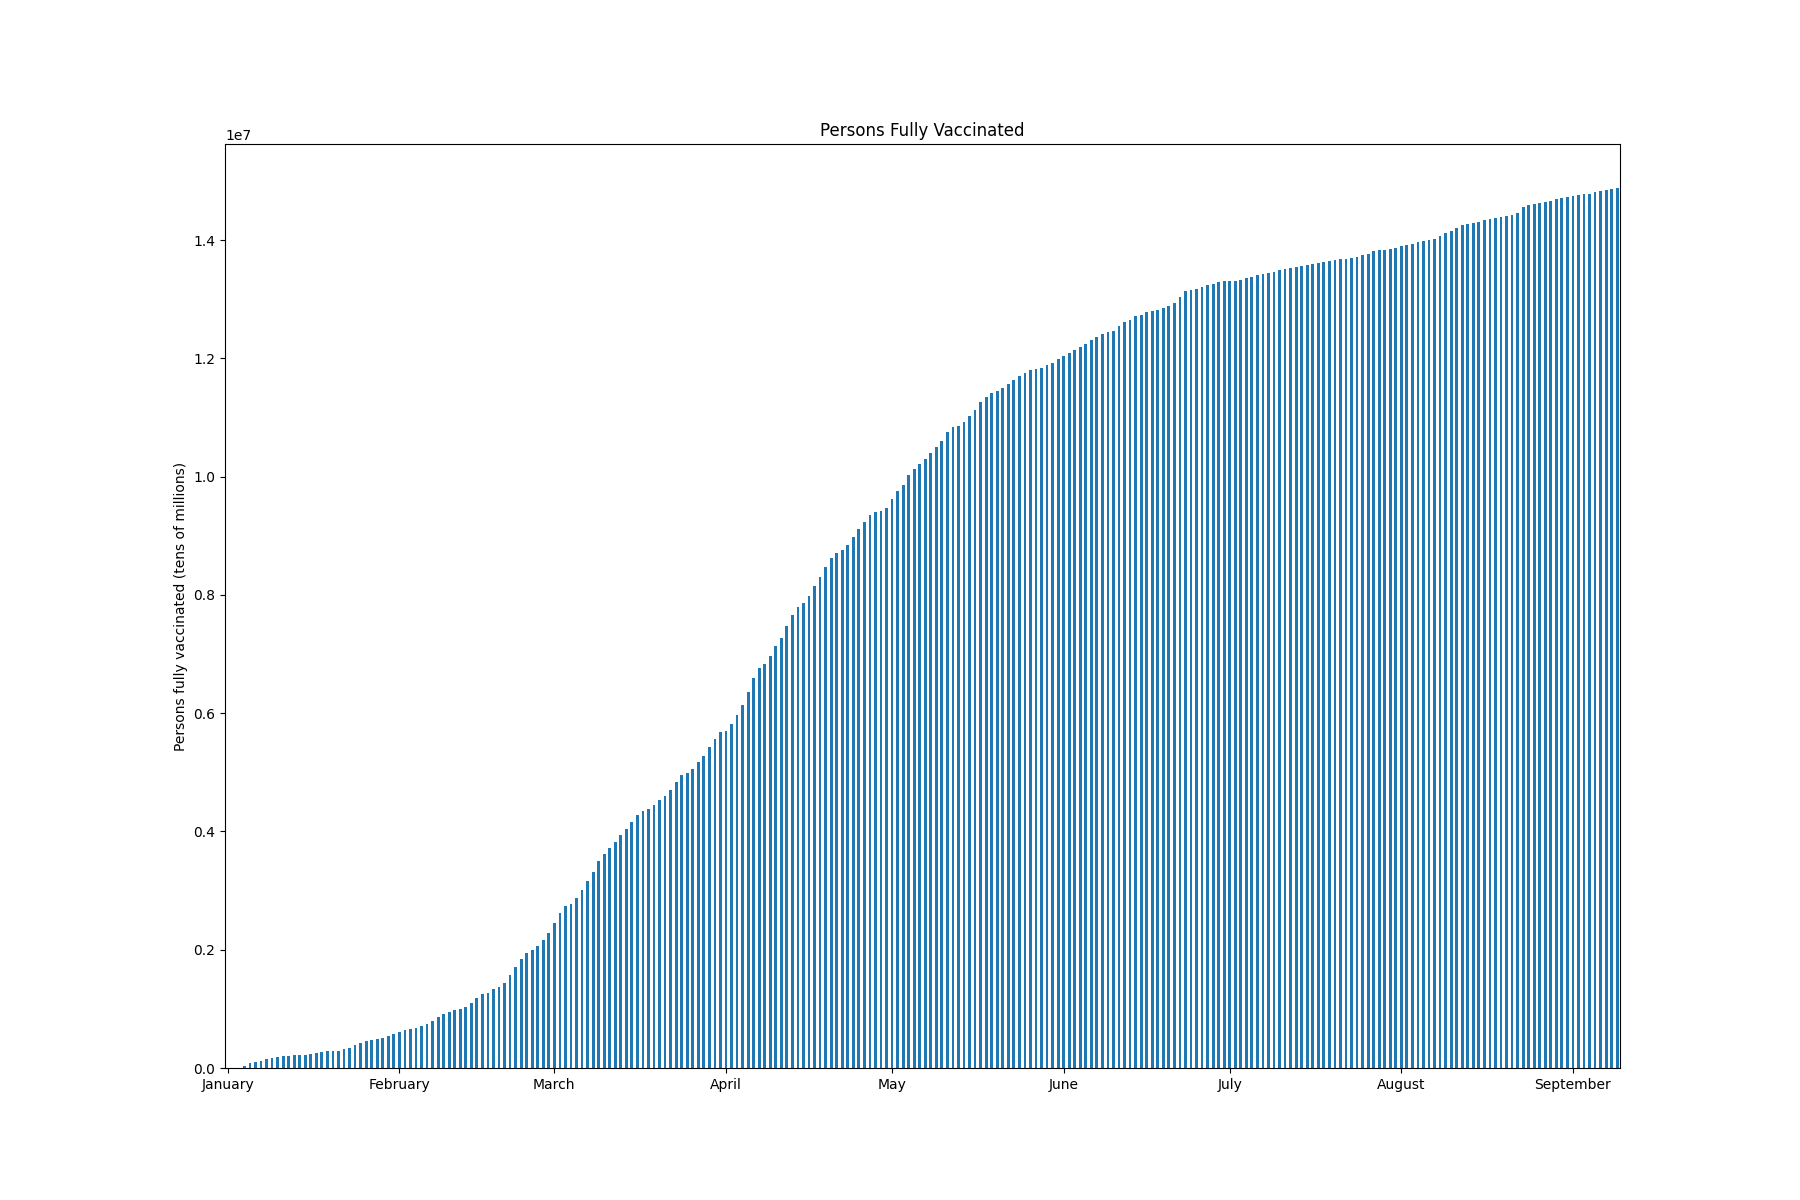 Persons Fully Vaccinated
1e7
1.4
1.2
1.0
0.8
0.6
0.4
0.2
0.0
Persons fully vaccinated (tens of millions)
January February March April May June July August September